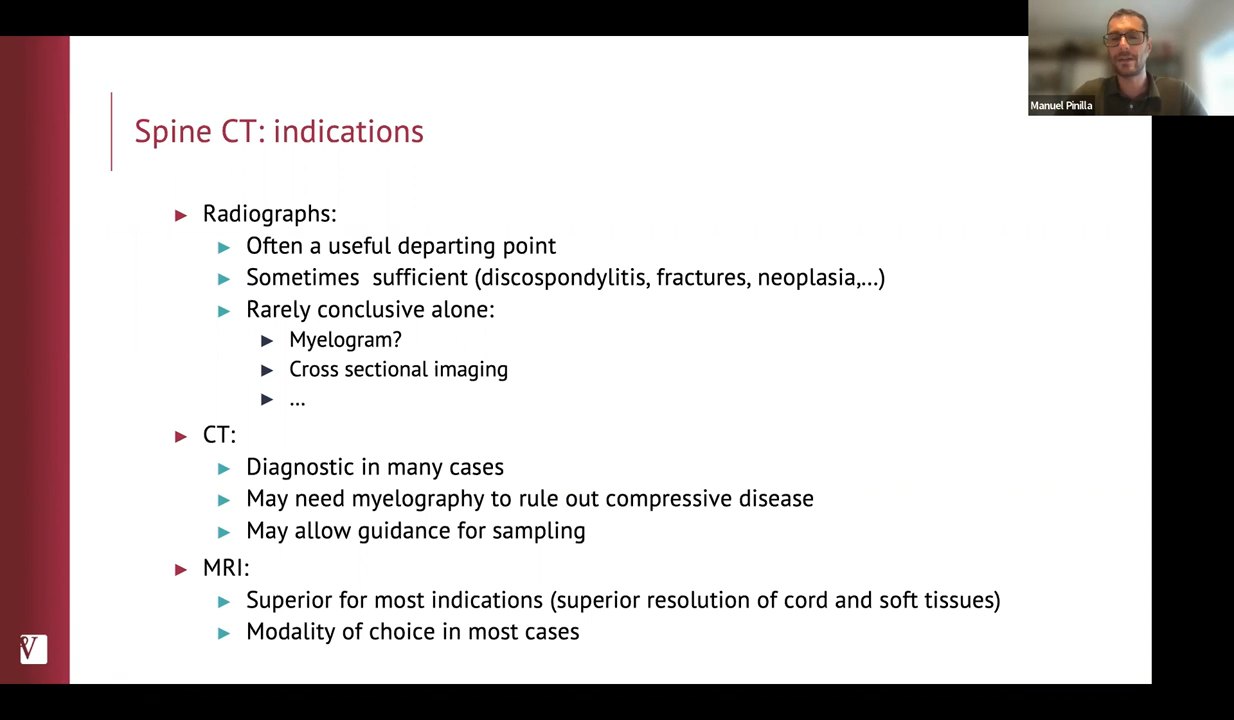 Manuel Pinilla
Spine CT: indications
Radiographs:
Often a useful departing point
Sometimes sufficient (discospondylitis, fractures, neoplasia,...)
Rarely conclusive alone:
Myelogram?
Cross sectional imaging
...
CT:
Diagnostic in many cases
May need myelography to rule out compressive disease
May allow guidance for sampling
MRI:
Superior for most indications (superior resolution of cord and soft tissues)
Modality of choice in most cases
V